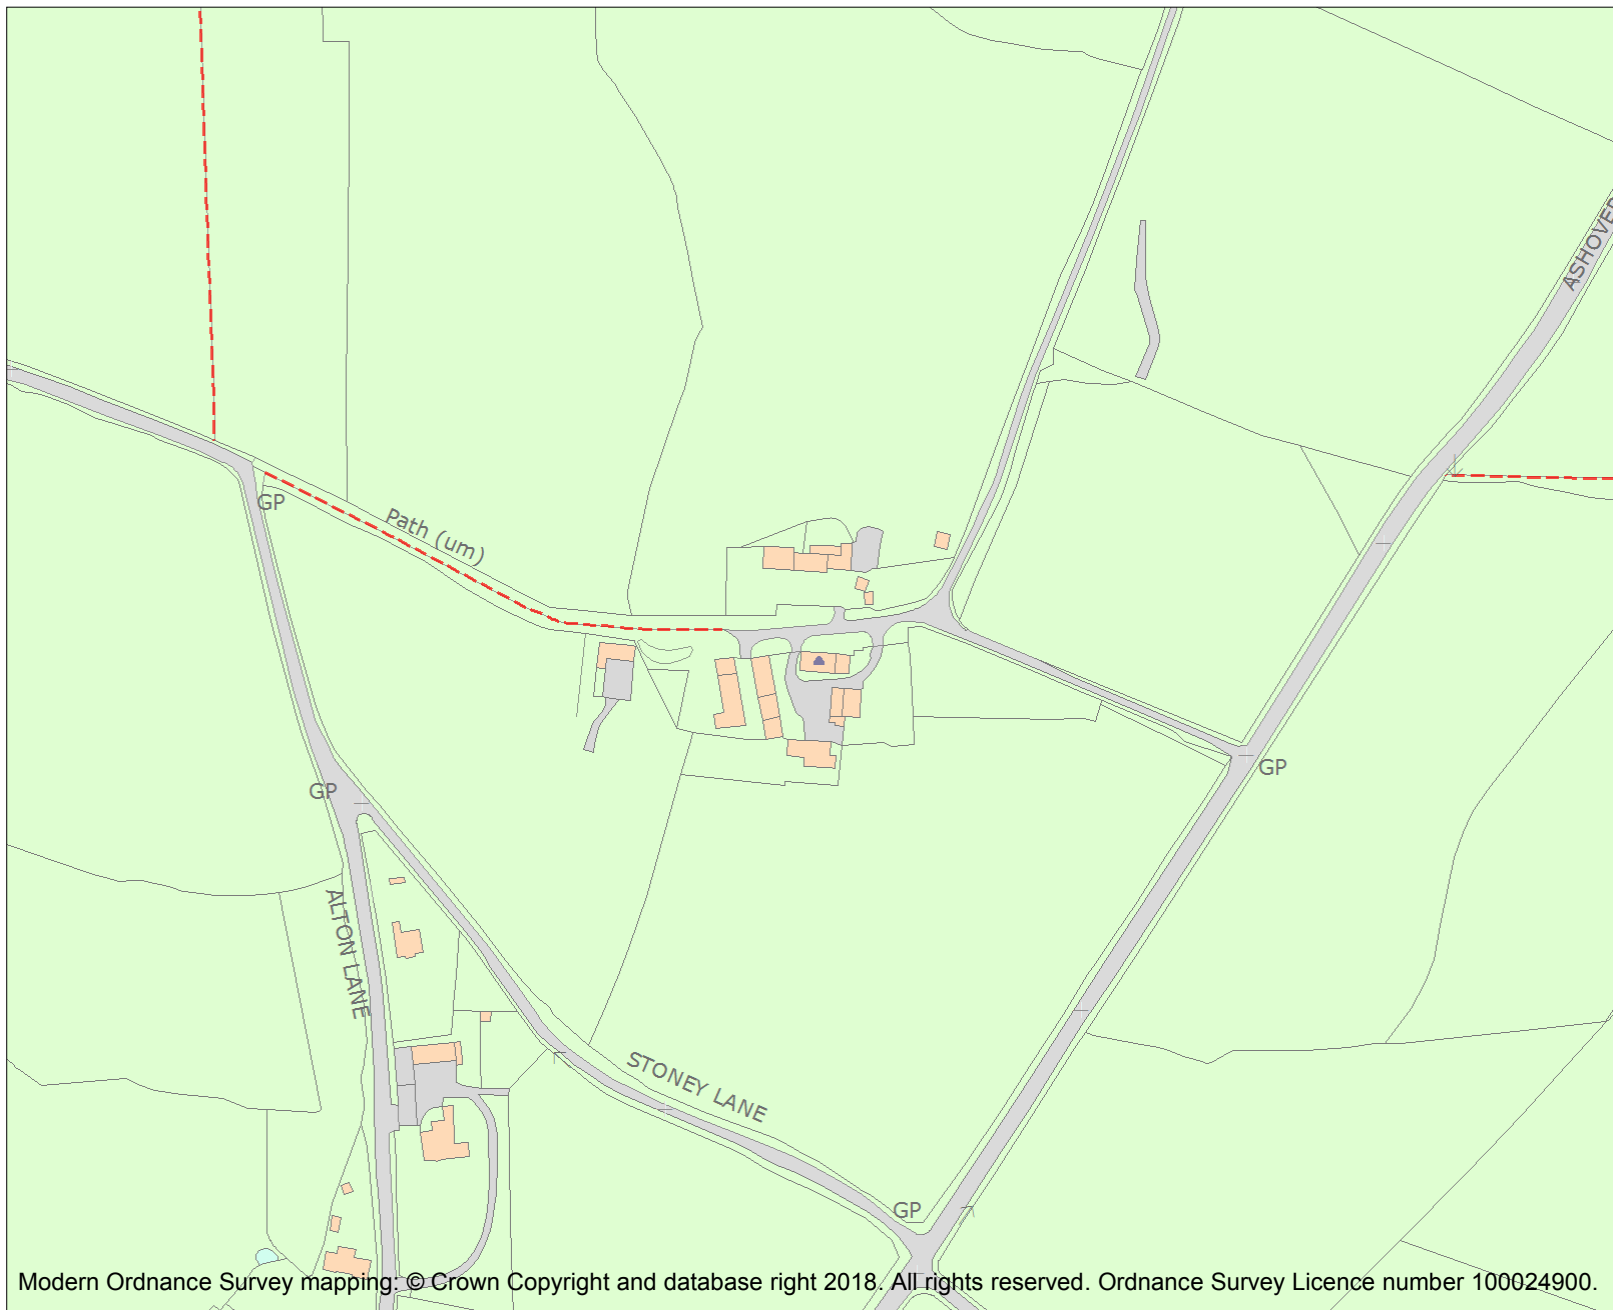 ASHOVE
GP
Path (um)
GP
GP
ALTON LANE
STONEY LANE
GP
Modern Ordnance Survey mapping: © Crown Copyright and database right 2018. All rights reserved. Ordnance Survey Licence number 100024900.